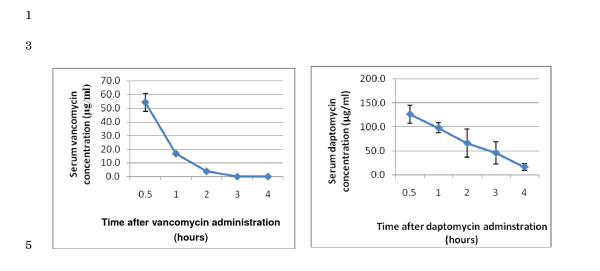 1
3
Serum vancomycin
concentration (µg/ml)
70.0
60.0
50.0
40.0
30.0
20.0
10.0
0.0
0.5 1 2 3 4
Time after vancomycin administration
(hours)
Serum daptomycin
concentration (µg/ml)
200.0
150.0
100.0
50.0
0.0
0.5 1 2 3 4
Time after daptomycin adminstration
(hours)
5